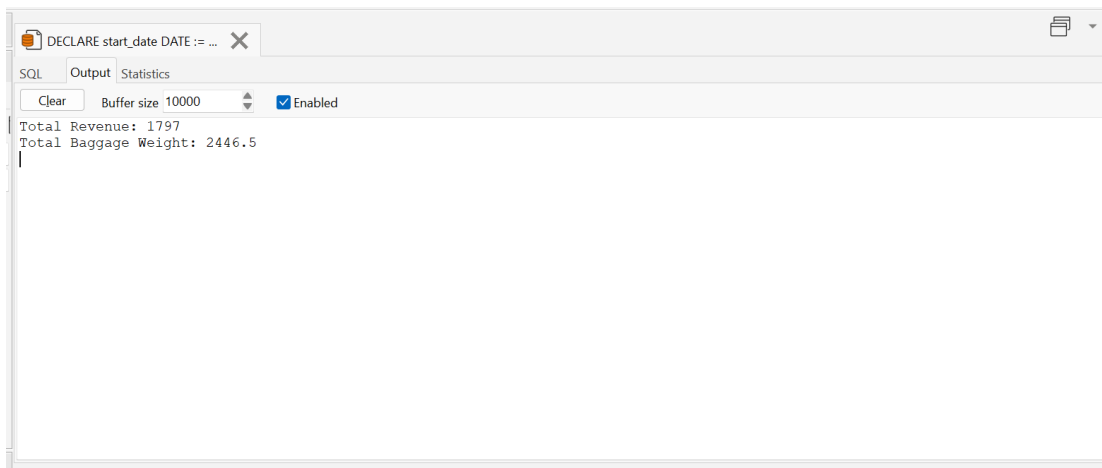 DECLARE start_date DATE := ...
SQL Output Statistics
Clear Buffer size 10000 Enabled
Total Revenue: 1797
Total Baggage Weight: 2446.5